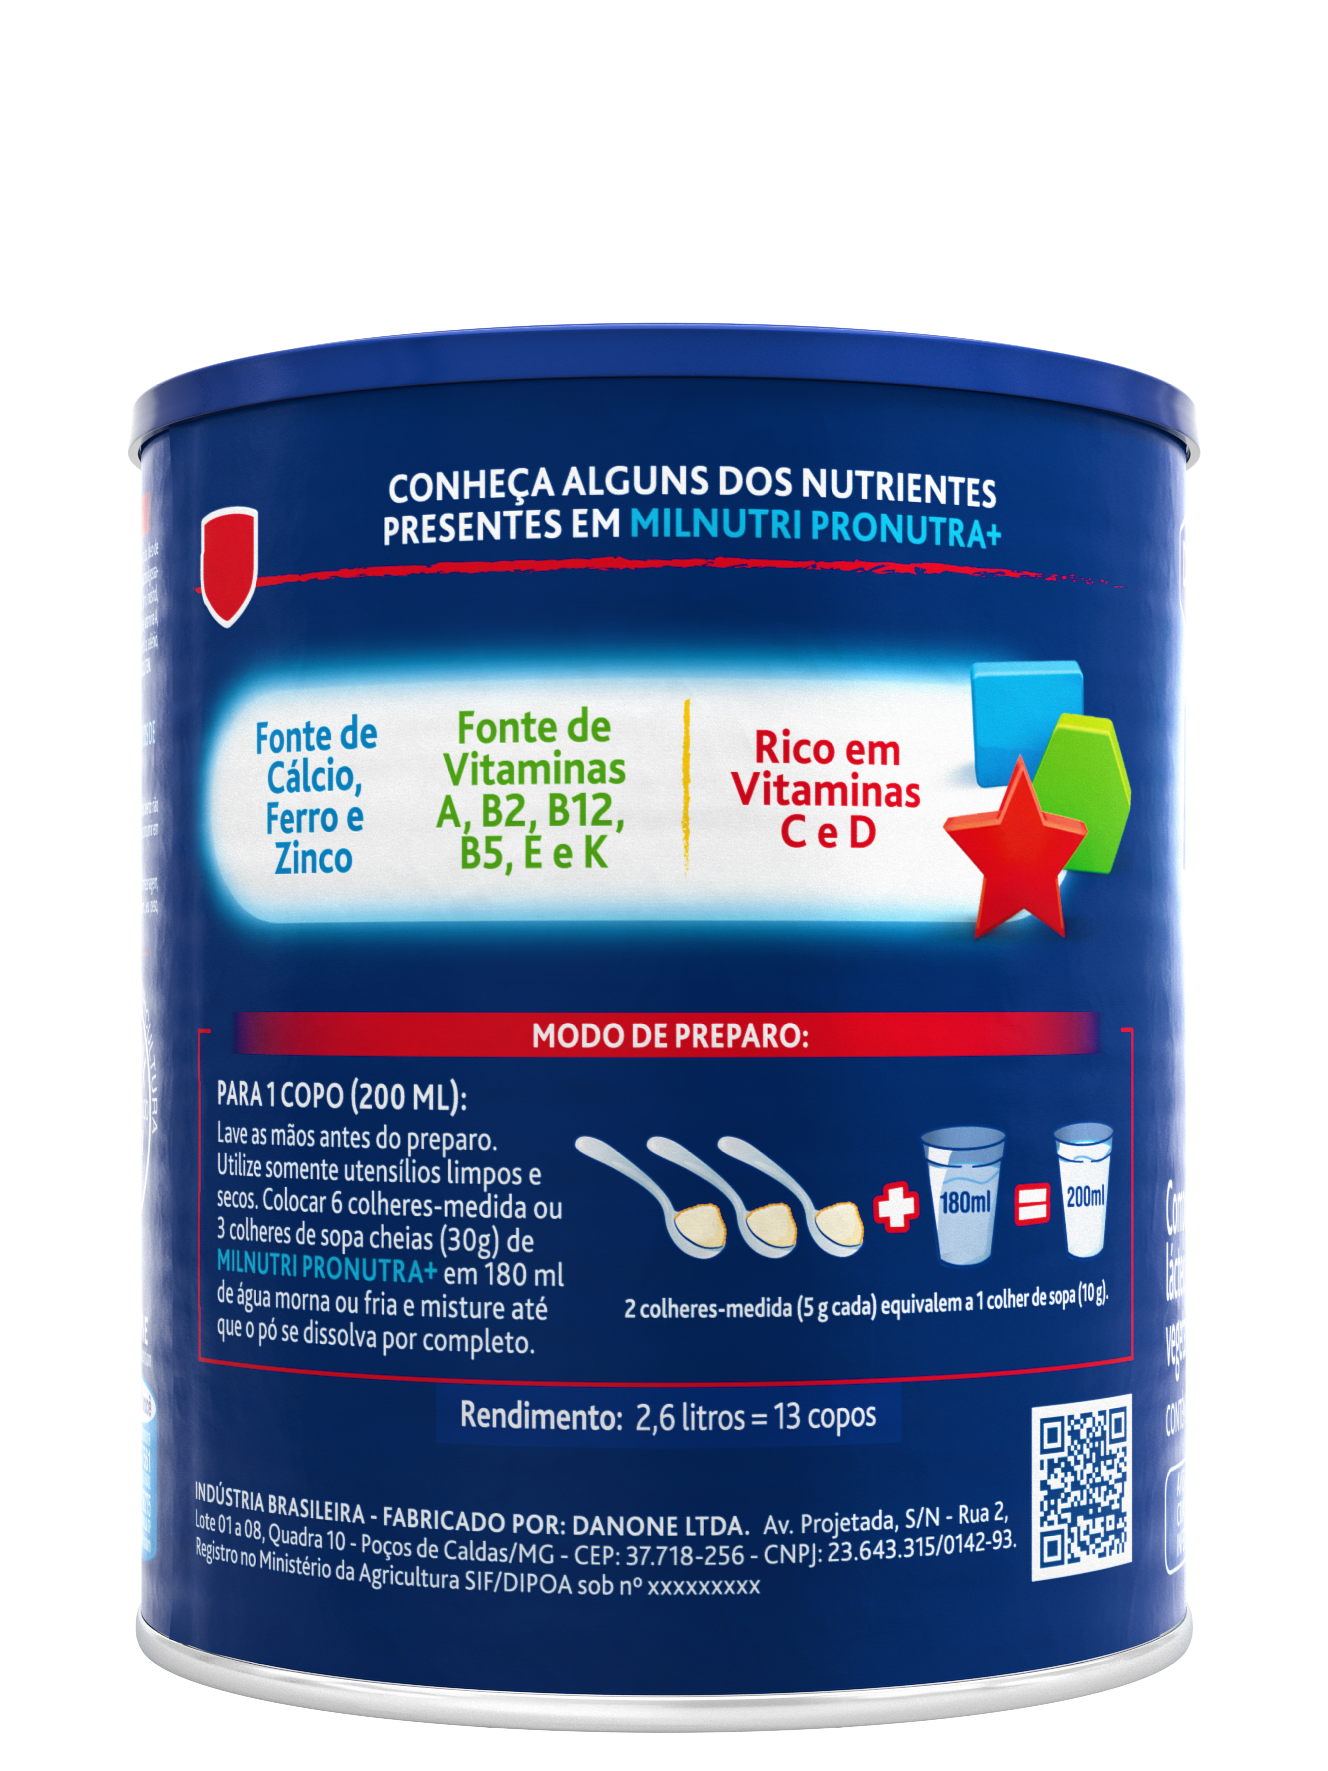 CONHEÇA ALGUNS DOS NUTRIENTES
PRESENTES EM MILNUTRI PRONUTRA+
Fonte de
Cálcio,
Ferro e
Zinco
Fonte de
Vitaminas
A, B2, B12,
B5, E e K
Rico em
Vitaminas
C e D
MODO DE PREPARO:
PARA 1 COPO (200 ML):
Lave as mãos antes do preparo.
Utilize somente utensílios limpos e
secos. Colocar 6 colheres-medida ou
3 colheres de sopa cheias (30g) de
MILNUTRI PRONUTRA+ em 180 ml
de água morna ou fria e misture até
que o pó se dissolva por completo.
180ml
200ml
2 colheres-medida (5 g cada) equivalem a 1 colher de sopa (10 g).
Rendimento: 2,6 litros = 13 copos
INDÚSTRIA BRASILEIRA - FABRICADO POR: DANONE LTDA. Av. Projetada, S/N - Rua 2,
Lote 01 a 08, Quadra 10 - Poços de Caldas/MG - CEP: 37.718-256 - CNPJ: 23.643.315/0142-93.
Registro no Ministério da Agricultura SIF/DIPOA sob nº xxxxxxxxx